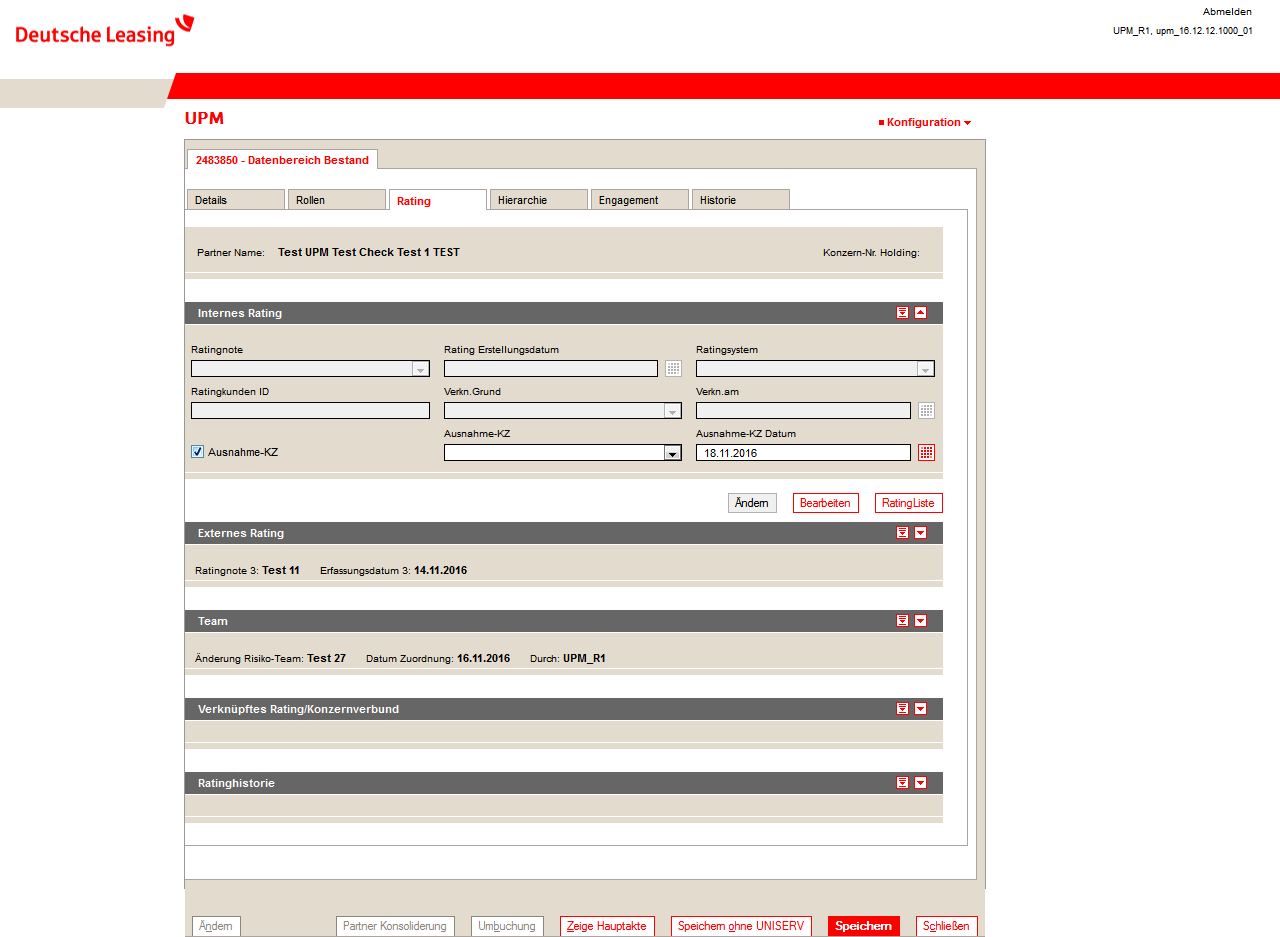 Abmelden
Deutsche Leasing
UPM_R1, upm_16.12.12.1000_01
UPM
Konfiguration
2483850 - Datenbereich Bestand
Details Rollen Rating Hierarchie Engagement Historie
Partner Name: Test UPM Test Check Test 1 TEST Konzern-Nr. Holding:
Internes Rating
Ratingnote Rating Erstellungsdatum Ratingsystem
Ratingkunden ID Verkn.Grund Verkn.am
Ausnahme-KZ Ausnahme-KZ Datum
Ausnahme-KZ 18.11.2016
Ändern Bearbeiten RatingListe
Externes Rating
Ratingnote 3: Test 11 Erfassungsdatum 3: 14.11.2016
Team
Änderung Risiko-Team: Test 27 Datum Zuordnung: 16.11.2016 Durch: UPM_R1
Verknüpftes Rating/Konzernverbund
Ratinghistorie
Ändern Partner Konsolidierung Umbuchung Zeige Hauptakte Speichern ohne UNISERV Speichern Schließen